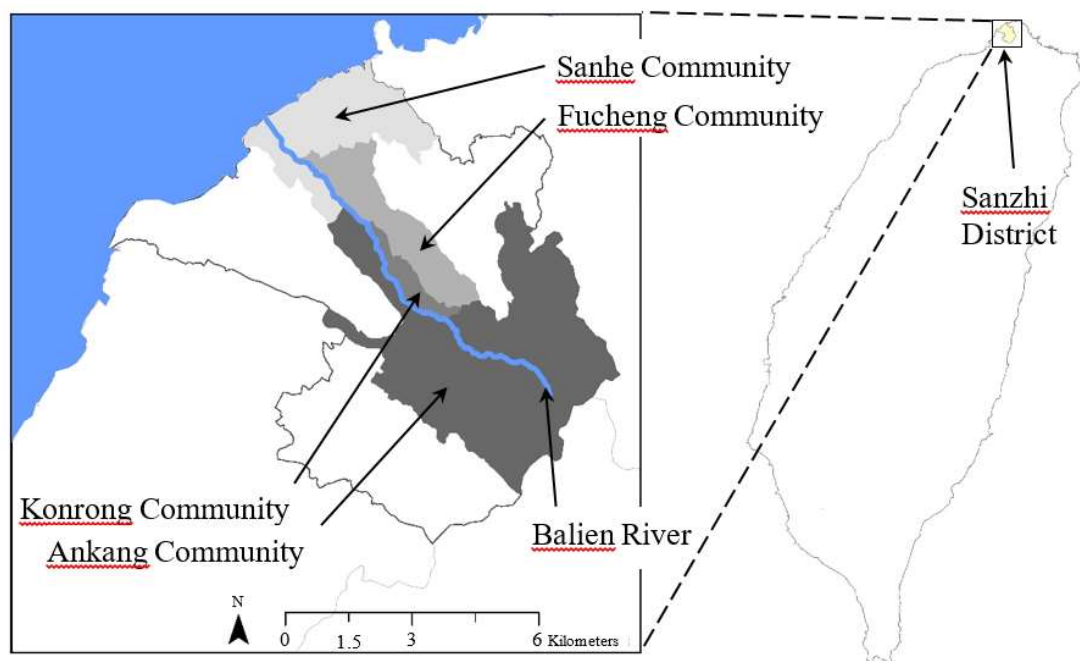 Sanhe Community
Fucheng Community
Sanzhi
District
Konrong Community
Ankang Community
Balien River
N
0 1.5 3 6 Kilometers